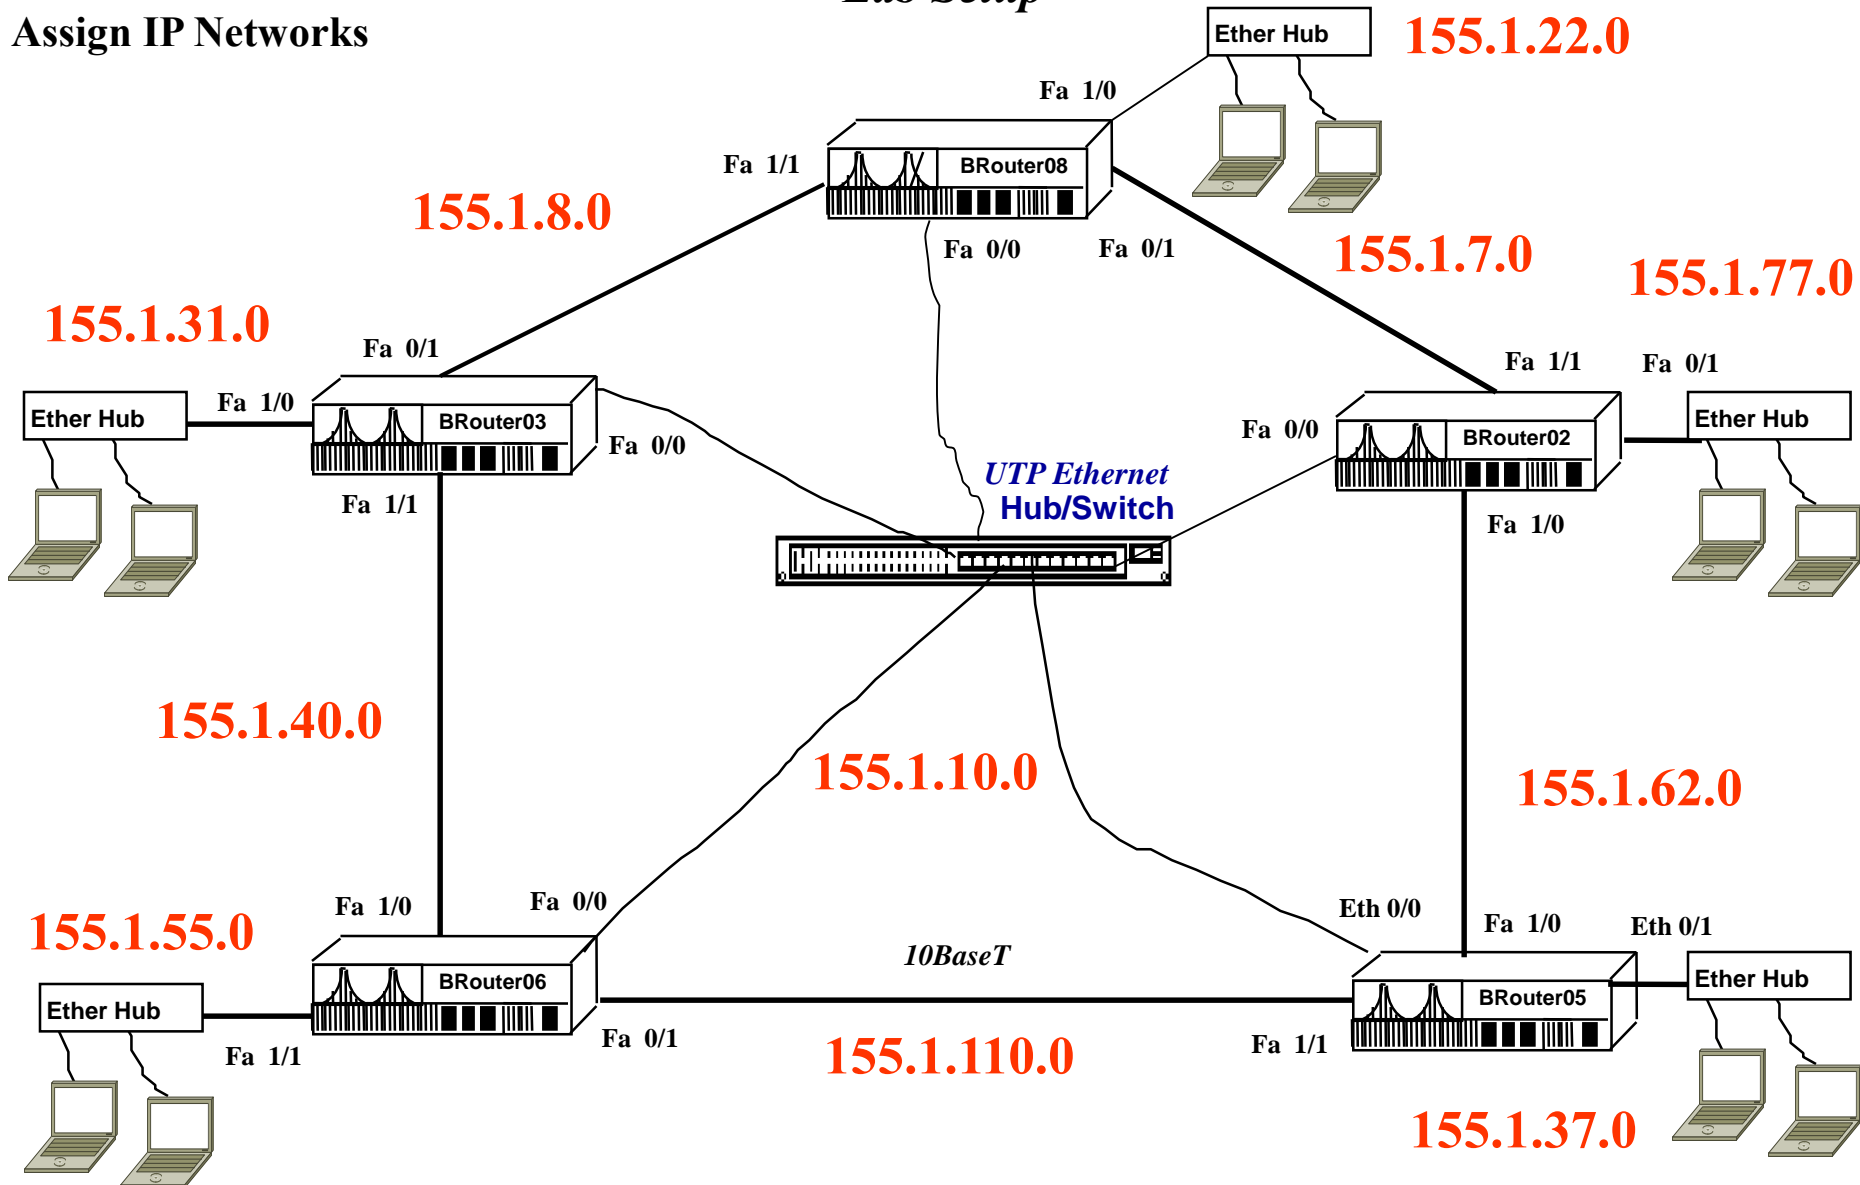 Lab Setup
Assign IP Networks
Ether Hub
155.1.22.0
Fa 1/0
Fa 1/1
BRouter08
155.1.8.0
Fa 0/0
Fa 0/1
155.1.7.0
155.1.77.0
155.1.31.0
Fa 0/1
Fa 1/1
Fa 0/1
Ether Hub
Fa 1/0
BRouter03
Fa 0/0
Fa 0/0
BRouter02
Ether Hub
UTP Ethernet
Hub/Switch
Fa 1/1
Fa 1/0
155.1.40.0
155.1.10.0
155.1.62.0
Fa 1/0
Fa 0/0
Eth 0/0
Fa 1/0
Eth 0/1
155.1.55.0
10BaseT
BRouter06
BRouter05
Ether Hub
Ether Hub
Fa 1/1
Fa 0/1
155.1.110.0
Fa 1/1
155.1.37.0